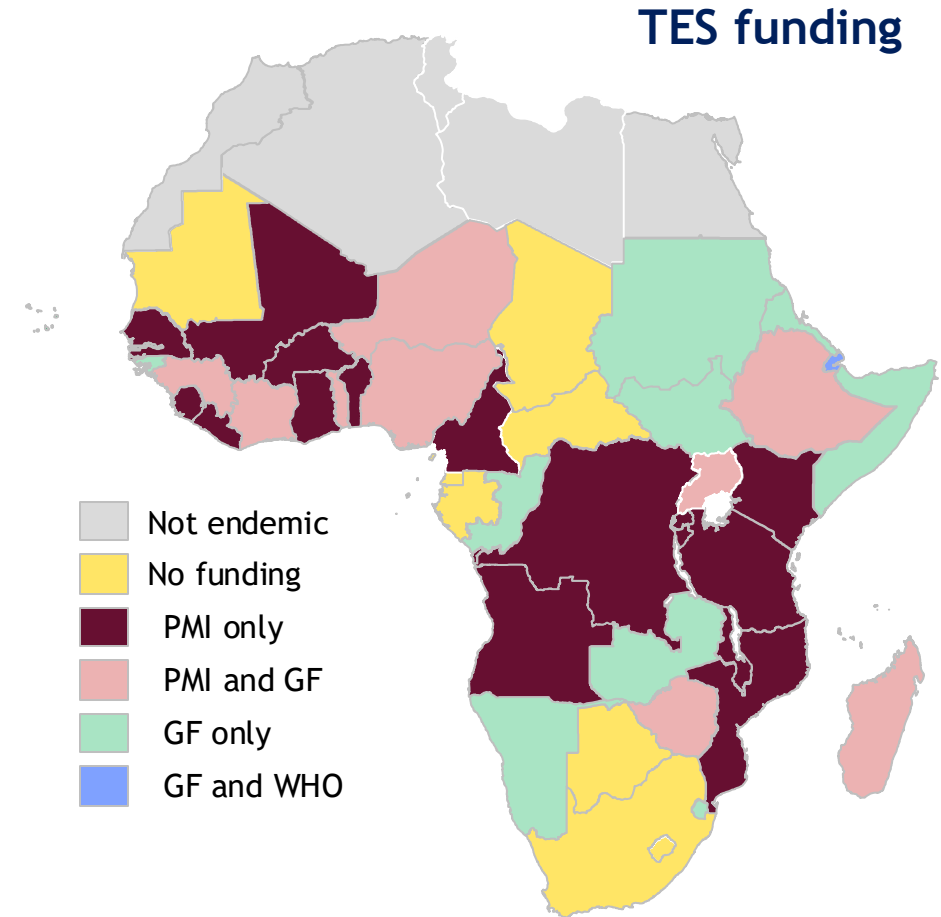 TES funding
Not endemic
No funding
PMI only
PMI and GF
GF only
GF and WHO